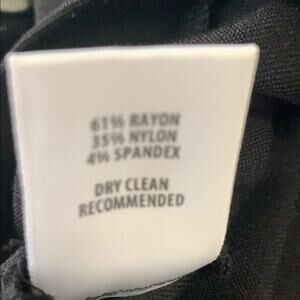 61% RAYON
35% NYLON
4% SPANDEX
DRY CLEAN
RECOMMENDED